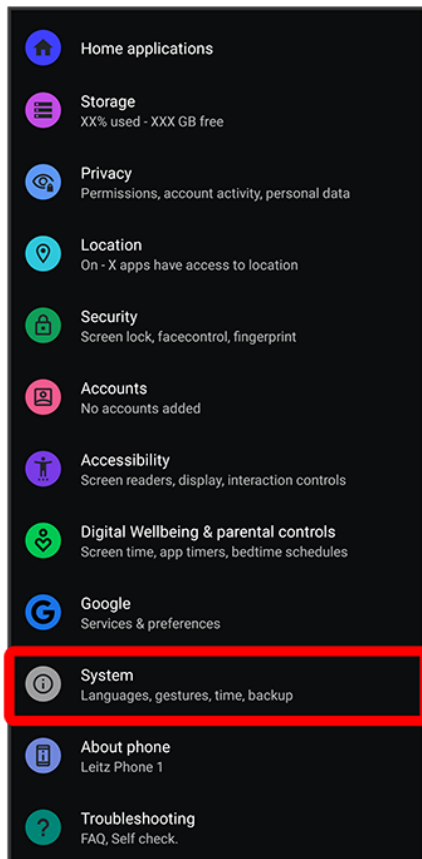 Home applications
Storage
XX% used - XXX GB free
Privacy
Permissions, account activity, personal data
Location
On - X apps have access to location
Security
Screen lock, facecontrol, fingerprint
Accounts
No accounts added
Accessibility
Screen readers, display, interaction controls
Digital Wellbeing & parental controls
Screen time, app timers, bedtime schedules
Google
Services & preferences
System
Languages, gestures, time, backup
About phone
Leitz Phone 1
Troubleshooting
FAQ, Self check.